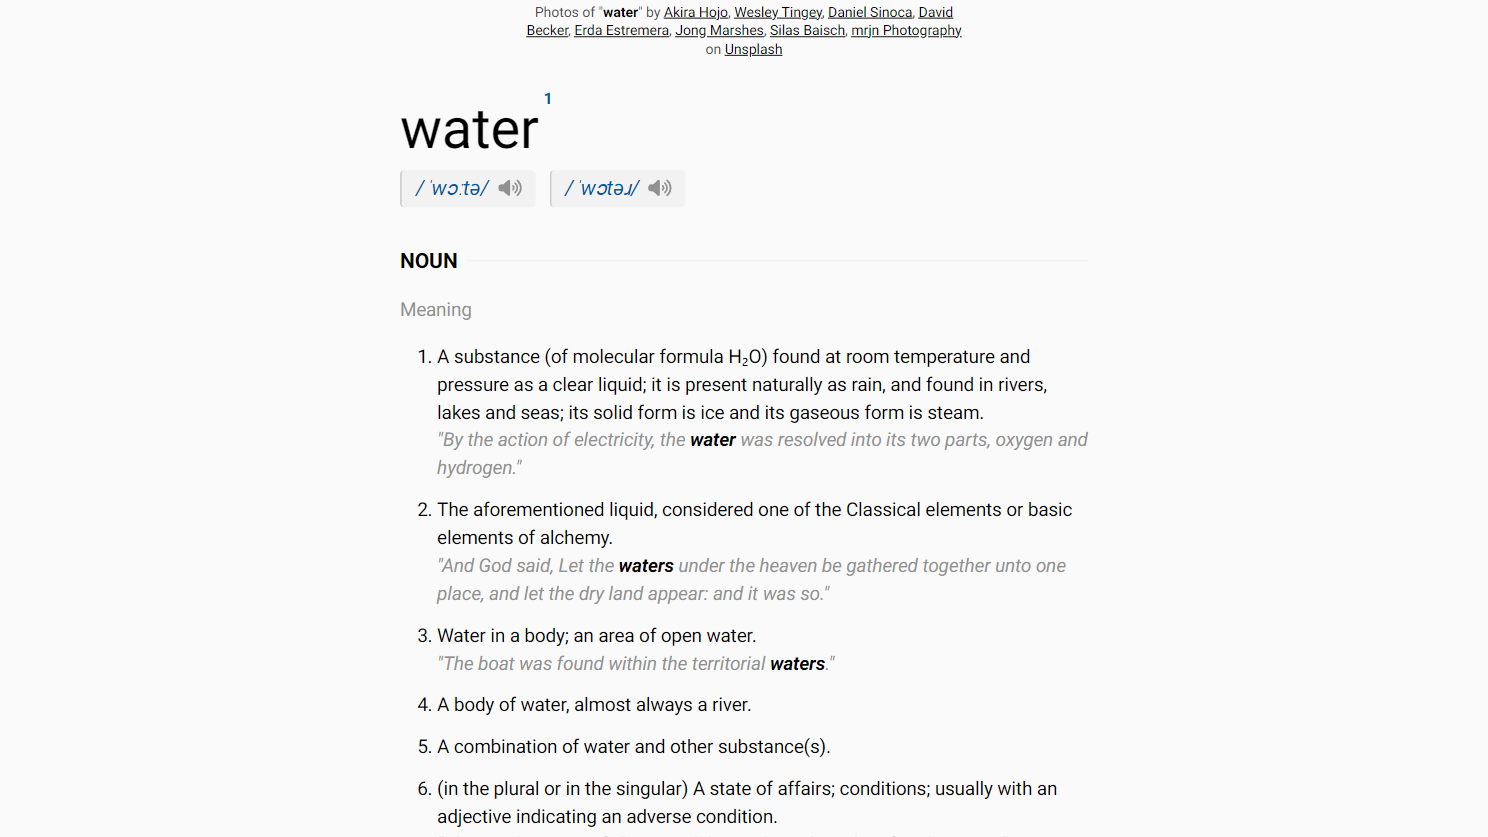 Photos of "water" by Akira Hojo, Wesley Tingey, Daniel Sinoca, David
Becker, Erda Estremera, Jong Marshes, Silas Baisch, mrjn Photography
on Unsplash
water 1
/ˈwɔːtə/ /ˈwɔtəɹ/
NOUN
Meaning
1. A substance (of molecular formula H₂O) found at room temperature and
pressure as a clear liquid; it is present naturally as rain, and found in rivers,
lakes and seas; its solid form is ice and its gaseous form is steam.
"By the action of electricity, the water was resolved into its two parts, oxygen and
hydrogen."
2. The aforementioned liquid, considered one of the Classical elements or basic
elements of alchemy.
"And God said, Let the waters under the heaven be gathered together unto one
place, and let the dry land appear: and it was so."
3. Water in a body; an area of open water.
"The boat was found within the territorial waters."
4. A body of water, almost always a river.
5. A combination of water and other substance(s).
6. (in the plural or in the singular) A state of affairs; conditions; usually with an
adjective indicating an adverse condition.